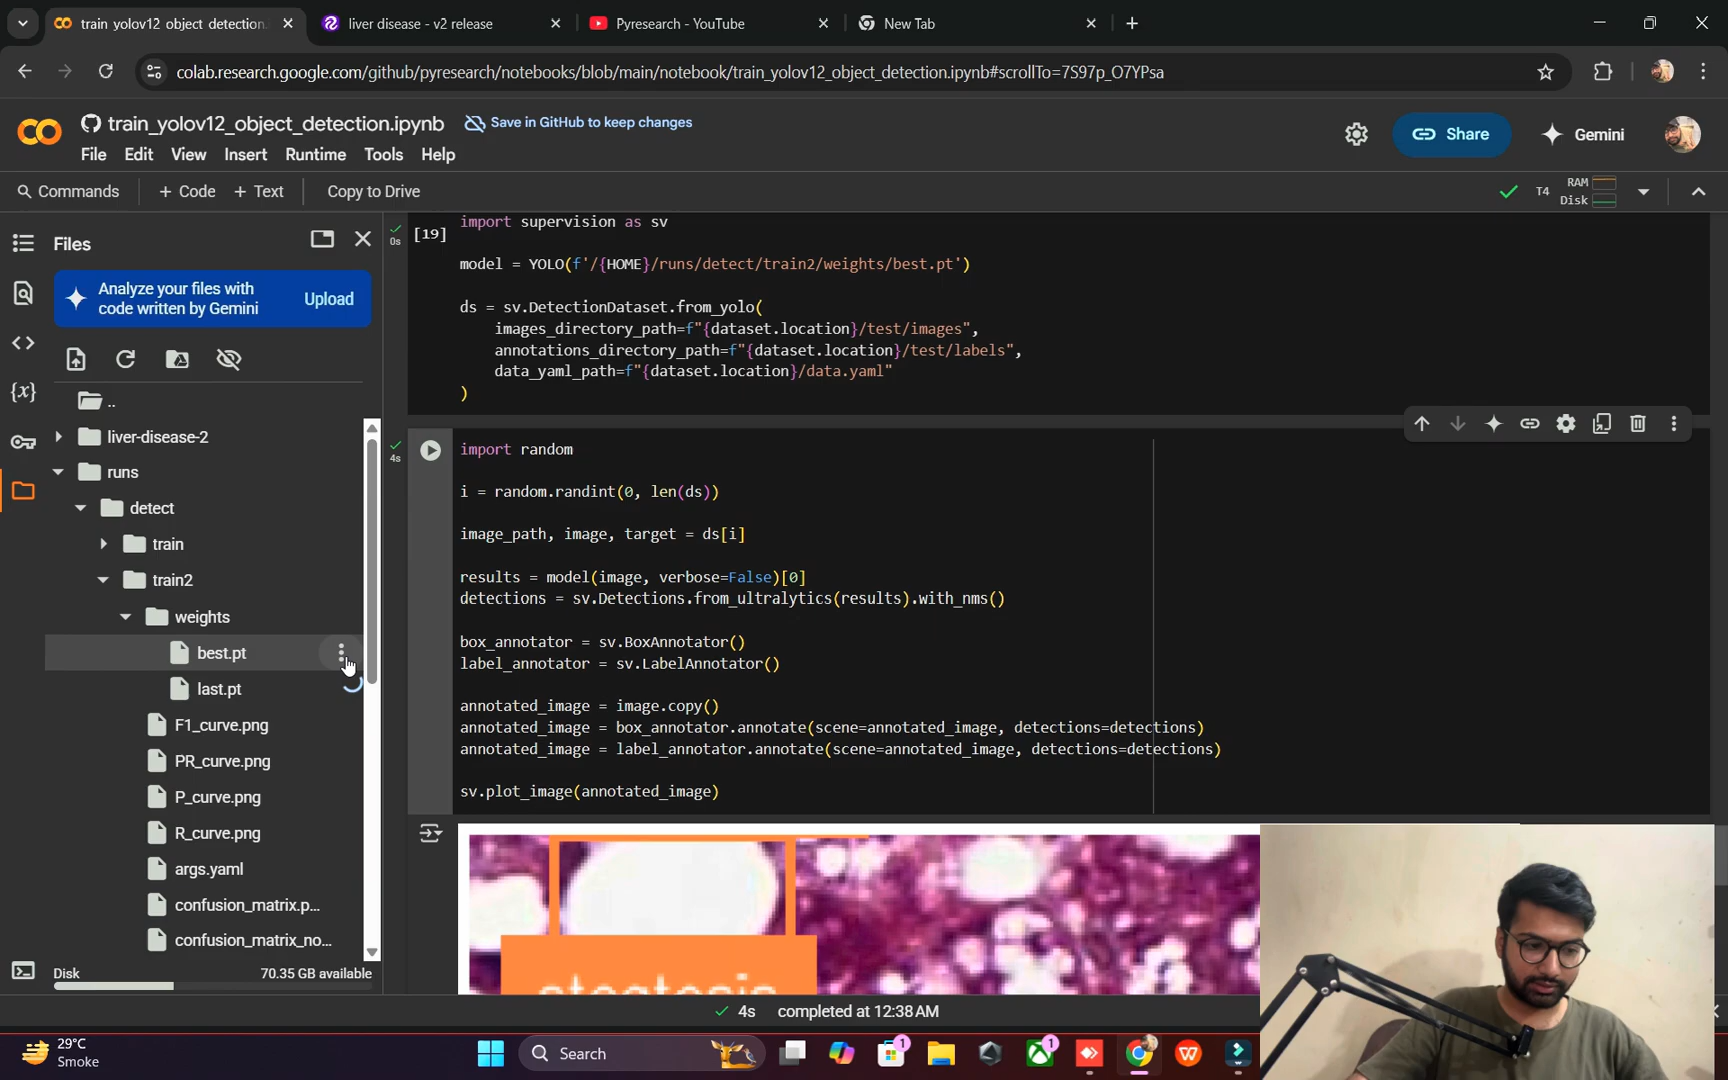 train yolov12 object detection.
liver disease - v2 release
Pyresearch - YouTube
New Tab
colab.research.google.com/github/pyresearch/notebooks/blob/main/notebook/train_yolov12_object_detection.ipynb#scrollTo=7S97p_O7YPsa
train_yolov12_object_detection.ipynb
Save in GitHub to keep changes
Share
Gemini
File Edit View Insert Runtime Tools Help
Commands
+ Code + Text
Copy to Drive
T4
RAM
Disk
Files
Analyze your files with
code written by Gemini
Upload
..
liver-disease-2
runs
detect
train
train2
weights
best.pt
last.pt
F1_curve.png
PR_curve.png
P_curve.png
R_curve.png
args.yaml
confusion_matrix.p...
confusion_matrix_no...
Disk
70.35 GB available
0s
[19]
import supervision as sv
model = YOLO(f'/{HOME}/runs/detect/train2/weights/best.pt')
ds = sv.DetectionDataset.from_yolo(
images_directory_path=f"{dataset.location}/test/images",
annotations_directory_path=f"{dataset.location}/test/labels",
data_yaml_path=f"{dataset.location}/data.yaml"
)
4s
import random
i = random.randint(0, len(ds))
image_path, image, target = ds[i]
results = model(image, verbose=False)[0]
detections = sv.Detections.from_ultralytics(results).with_nms()
box_annotator = sv.BoxAnnotator()
label_annotator = sv.LabelAnnotator()
annotated_image = image.copy()
annotated_image = box_annotator.annotate(scene=annotated_image, detections=detections)
annotated_image = label_annotator.annotate(scene=annotated_image, detections=detections)
sv.plot_image(annotated_image)
steatosis
4s completed at 12:38 AM
29°C
Smoke
Search
1
1